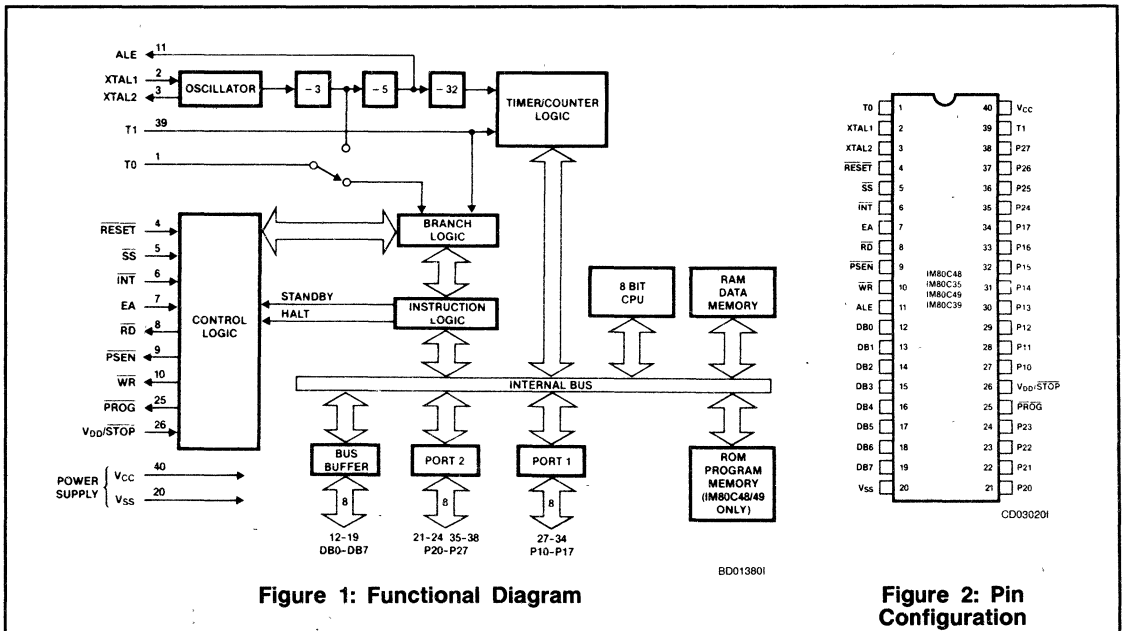 ALE 11
XTAL1 2
XTAL2 3
OSCILLATOR
÷3
÷5
÷32
TIMER/COUNTER
LOGIC
T1 39
T0 1
BRANCH
LOGIC
RESET 4
SS 5
INT 6
EA 7
RD 8
PSEN 9
WR 10
PROG 25
VDD/STOP 26
CONTROL
LOGIC
STANDBY
HALT
INSTRUCTION
LOGIC
8 BIT
CPU
RAM
DATA
MEMORY
INTERNAL BUS
POWER
SUPPLY
VCC 40
VSS 20
BUS
BUFFER
PORT 2
PORT 1
ROM
PROGRAM
MEMORY
(IM80C48/49
ONLY)
8
8
8
12-19
DB0-DB7
21-24 35-38
P20-P27
27-34
P10-P17
BD01380I
Figure 1: Functional Diagram
T0 1 40 VCC
XTAL1 2 39 T1
XTAL2 3 38 P27
RESET 4 37 P26
SS 5 36 P25
INT 6 35 P24
EA 7 34 P17
RD 8 33 P16
PSEN 9 32 P15
WR 10 31 P14
ALE 11 30 P13
DB0 12 29 P12
DB1 13 28 P11
DB2 14 27 P10
DB3 15 26 VDD/STOP
DB4 16 25 PROG
DB5 17 24 P23
DB6 18 23 P22
DB7 19 22 P21
VSS 20 21 P20
IM80C48
IM80C35
IM80C49
IM80C39
CD03020I
Figure 2: Pin
Configuration